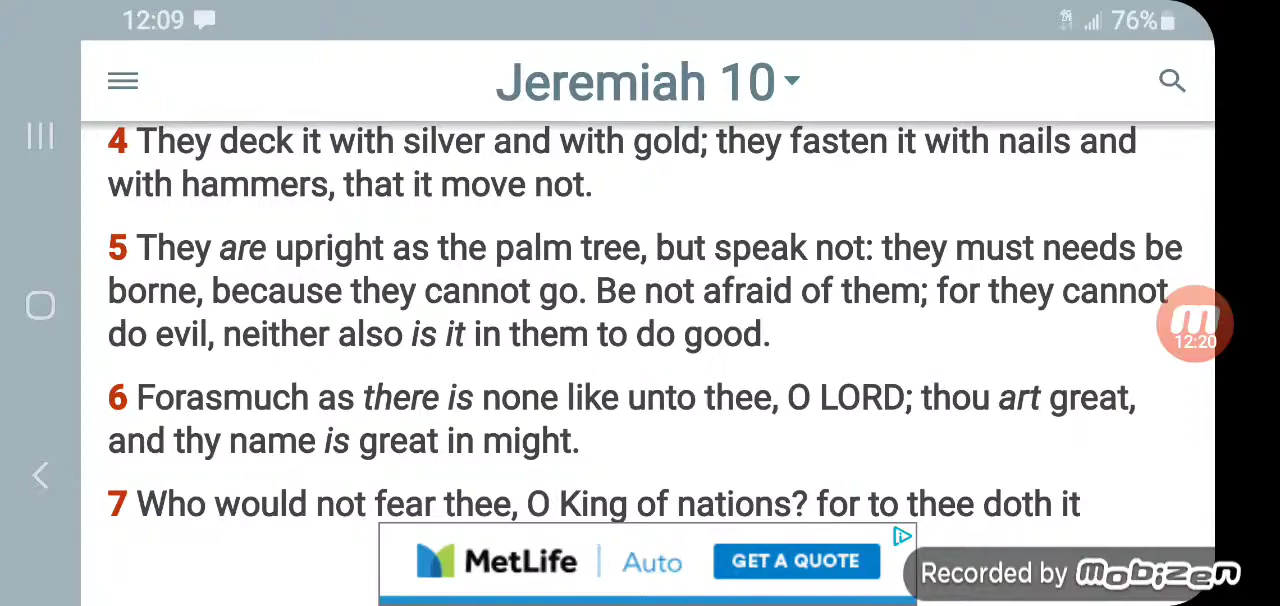 12:09
76%
Jeremiah 10
4 They deck it with silver and with gold; they fasten it with nails and
with hammers, that it move not.
5 They are upright as the palm tree, but speak not: they must needs be
borne, because they cannot go. Be not afraid of them; for they cannot
do evil, neither also is it in them to do good.
12:20
6 Forasmuch as there is none like unto thee, O LORD; thou art great,
and thy name is great in might.
7 Who would not fear thee, O King of nations? for to thee doth it
MetLife Auto GET A QUOTE
Recorded by Mobizen